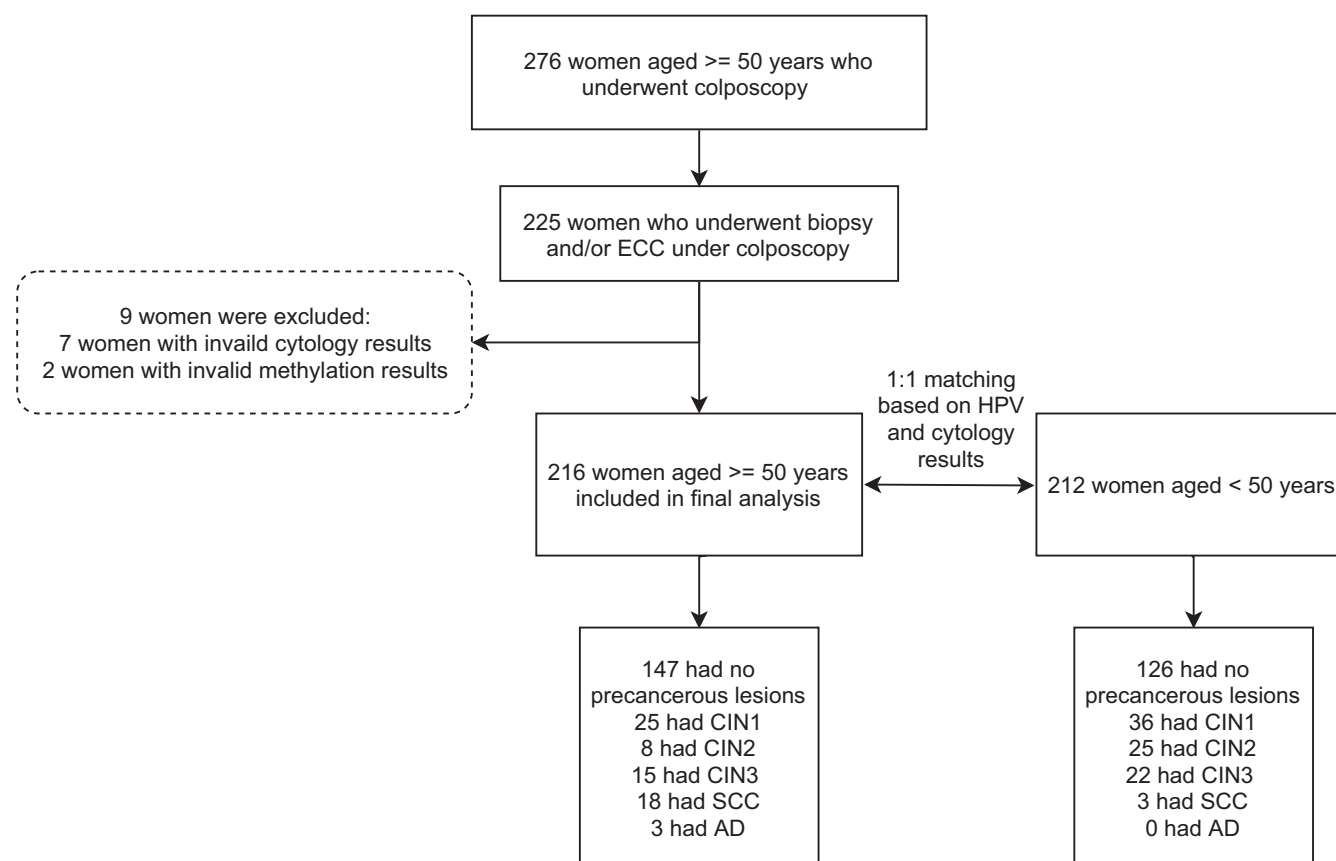 276 women aged >= 50 years who
underwent colposcopy
225 women who underwent biopsy
and/or ECC under colposcopy
9 women were excluded:
7 women with invaild cytology results
2 women with invalid methylation results
1:1 matching
based on HPV
and cytology
results
216 women aged >= 50 years
included in final analysis
212 women aged < 50 years
147 had no
precancerous lesions
25 had CIN1
8 had CIN2
15 had CIN3
18 had SCC
3 had AD
126 had no
precancerous lesions
36 had CIN1
25 had CIN2
22 had CIN3
3 had SCC
0 had AD